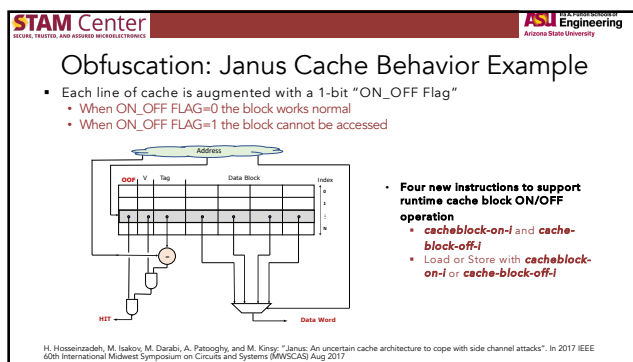 STAM Center
SECURE, TRUSTED, AND ASSURED MICROELECTRONICS
ASU Ira A. Fulton Schools of
Engineering
Arizona State University
Obfuscation: Janus Cache Behavior Example
▪ Each line of cache is augmented with a 1-bit “ON_OFF Flag”
• When ON_OFF FLAG=0 the block works normal
• When ON_OFF FLAG=1 the block cannot be accessed
Address
OOF V Tag Data Block Index
0
1
:
N
=
HIT
Data Word
• Four new instructions to support
runtime cache block ON/OFF
operation
▪ cacheblock-on-i and cache-
block-off-i
▪ Load or Store with cacheblock-
on-i or cache-block-off-i
H. Hosseinzadeh, M. Isakov, M. Darabi, A. Patooghy, and M. Kinsy: “Janus: An uncertain cache architecture to cope with side channel attacks”. In 2017 IEEE
60th International Midwest Symposium on Circuits and Systems (MWSCAS) Aug 2017